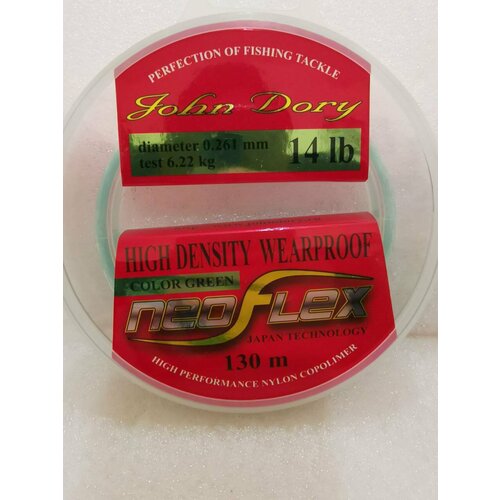 PERFECTION OF FISHING TACKLE
John Dory
diameter 0.261 mm
test 6.22 kg
14 lb
HIGH DENSITY WEARPROOF
COLOR GREEN
neoFLex
JAPAN TECHNOLOGY
130 m
HIGH PERFORMANCE NYLON COPOLIMER